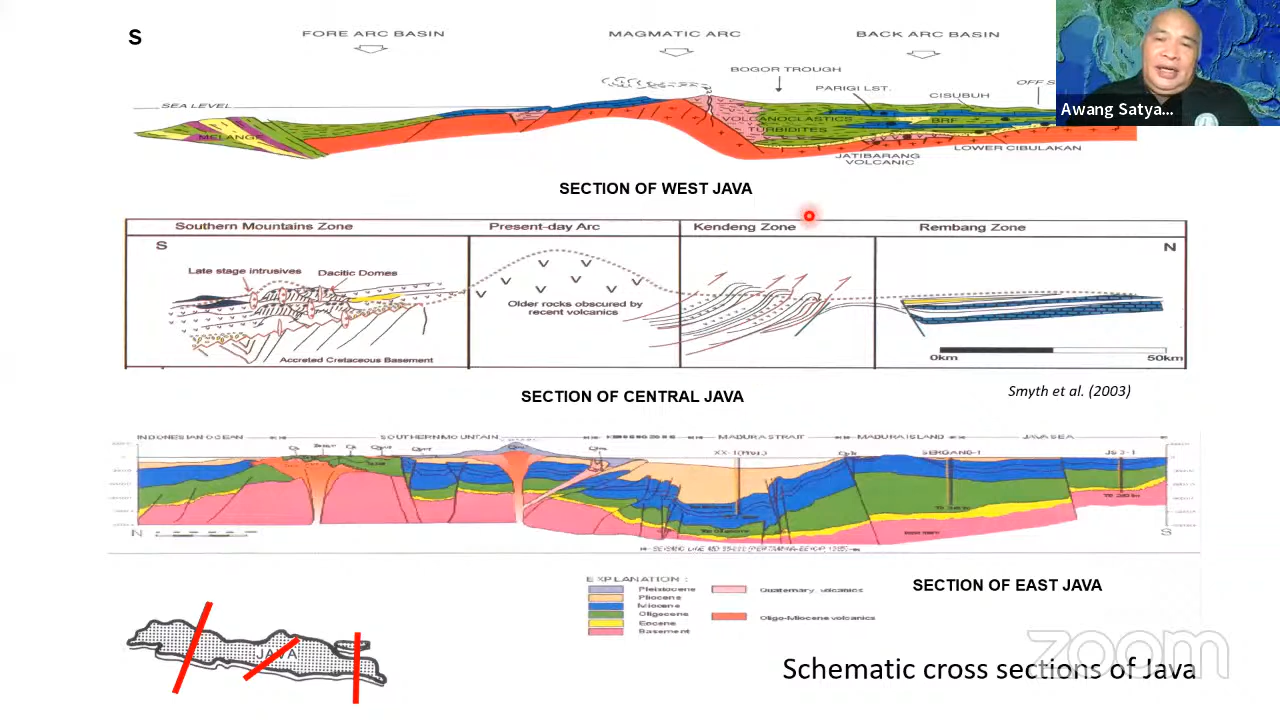 S
FORE ARC BASIN
MAGMATIC ARC
BACK ARC BASIN
BOGOR TROUGH
PARIGI LST.
CISUBUH
OFF S
SEA LEVEL
MELANGE
VOLCANOCLASTICS
TURBIDITES
BRF
JATIBARANG
VOLCANIC
LOWER CIBULAKAN
Awang Satya...
SECTION OF WEST JAVA
Southern Mountains Zone
Present-day Arc
Kendeng Zone
Rembang Zone
S
N
Late stage intrusives
Dacitic Domes
Older rocks obscured by
recent volcanics
Accreted Cretaceous Basement
0km
50km
SECTION OF CENTRAL JAVA
Smyth et al. (2003)
INDONESIAN OCEAN
SOUTHERN MOUNTAIN
MADURA STRAIT
MADURA ISLAND
JAVA SEA
N
S
EXPLANATION :
Pleistocene
Pliocene
Miocene
Oligocene
Eocene
Basement
Quaternary volcanics
Oligo-Miocene volcanics
SECTION OF EAST JAVA
JAVA
zoom
Schematic cross sections of Java